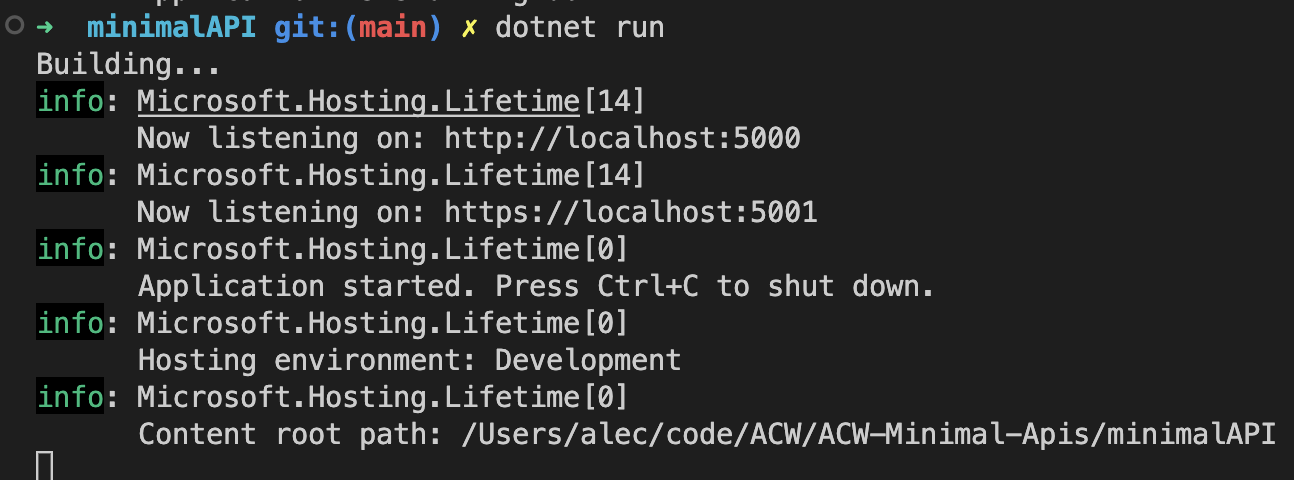 ➜ minimalAPI git:(main) ✗ dotnet run
Building...
info: Microsoft.Hosting.Lifetime[14]
Now listening on: http://localhost:5000
info: Microsoft.Hosting.Lifetime[14]
Now listening on: https://localhost:5001
info: Microsoft.Hosting.Lifetime[0]
Application started. Press Ctrl+C to shut down.
info: Microsoft.Hosting.Lifetime[0]
Hosting environment: Development
info: Microsoft.Hosting.Lifetime[0]
Content root path: /Users/alec/code/ACW/ACW-Minimal-Apis/minimalAPI